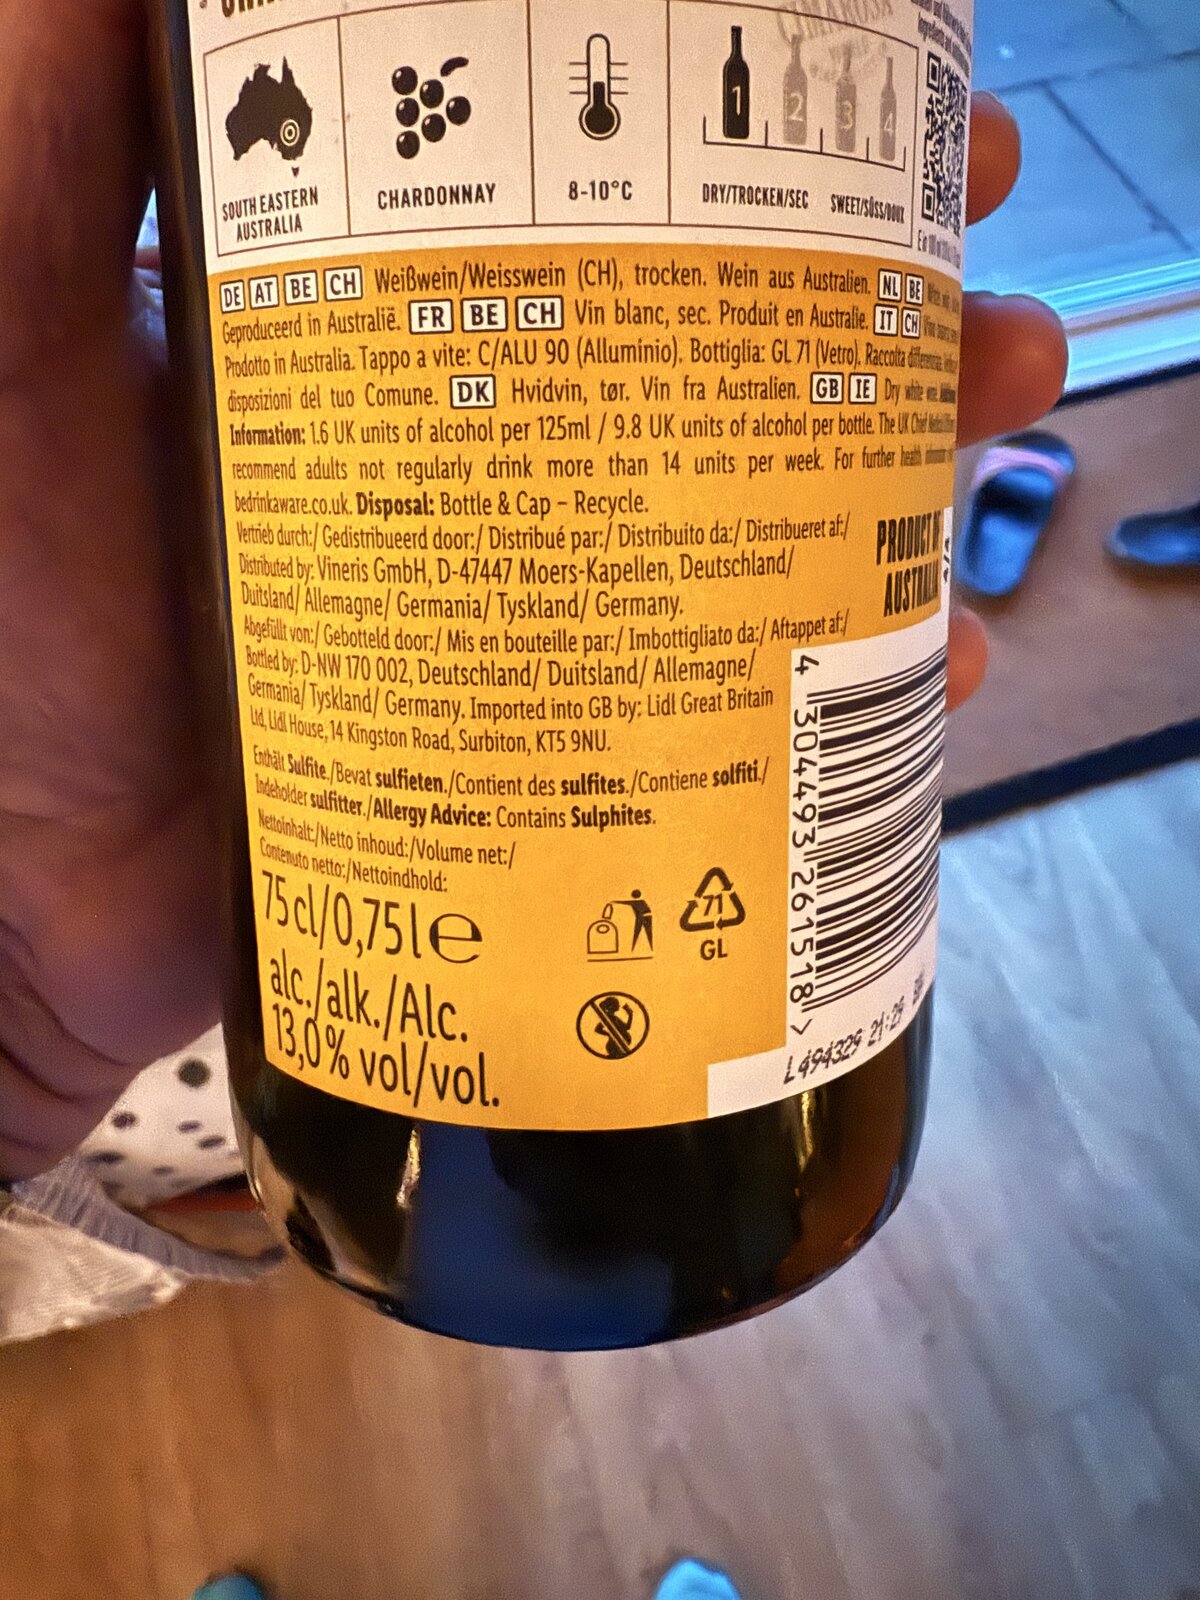 CIMAROSA
SOUTH EASTERN
AUSTRALIA
CHARDONNAY
8-10°C
1 2 3 4
DRY/TROCKEN/SEC SWEET/SÜSS/DOUX
DE AT BE CH Weißwein/Weisswein (CH), trocken. Wein aus Australien. NL BE
Geproduceerd in Australië. FR BE CH Vin blanc, sec. Produit en Australie. IT CH
Prodotto in Australia. Tappo a vite: C/ALU 90 (Allumínio). Bottiglia: GL 71 (Vetro). Raccolta differenziata.
disposizioni del tuo Comune. DK Hvidvin, tør. Vin fra Australien. GB IE Dry white wine.
Information: 1.6 UK units of alcohol per 125ml / 9.8 UK units of alcohol per bottle. The UK Chief Medical
recommend adults not regularly drink more than 14 units per week. For further health
bedrinkaware.co.uk. Disposal: Bottle & Cap – Recycle.
Vertrieb durch:/ Gedistribueerd door:/ Distribué par:/ Distribuito da:/ Distribueret af:/
Distributed by: Vineris GmbH, D-47447 Moers-Kapellen, Deutschland/
Duitsland/ Allemagne/ Germania/ Tyskland/ Germany.
Abgefüllt von:/ Gebotteld door:/ Mis en bouteille par:/ Imbottigliato da:/ Aftappet af:/
Bottled by: D-NW 170 002, Deutschland/ Duitsland/ Allemagne/
Germania/ Tyskland/ Germany. Imported into GB by: Lidl Great Britain
Ltd, Lidl House, 14 Kingston Road, Surbiton, KT5 9NU.
Enthält Sulfite./Bevat sulfieten./Contient des sulfites./Contiene solfiti./
Indeholder sulfitter./Allergy Advice: Contains Sulphites.
Nettoinhalt:/Netto inhoud:/Volume net:/
Contenuto netto:/Nettoindhold:
75 cl/0,75 l ℮
alc./alk./Alc.
13,0 % vol/vol.
71
GL
PRODUCT OF
AUSTRALIA
4 304493 261518 >
L494329 21:25